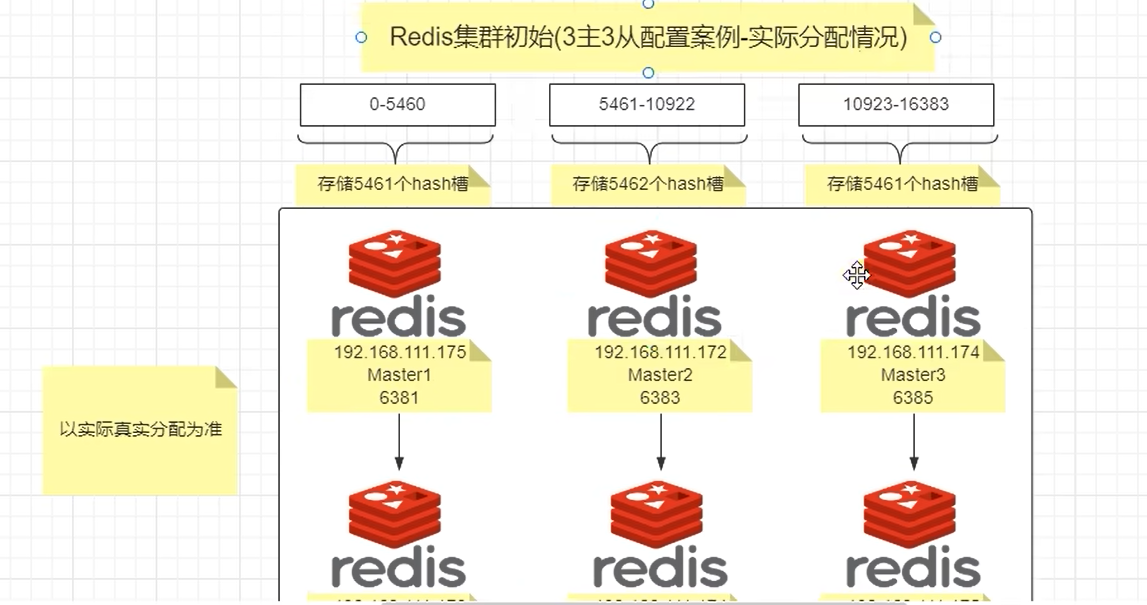 Redis集群初始(3主3从配置案例-实际分配情况)
0-5460
5461-10922
10923-16383
存储5461个hash槽
存储5462个hash槽
存储5461个hash槽
redis
redis
redis
192.168.111.175
Master1
6381
192.168.111.172
Master2
6383
192.168.111.174
Master3
6385
以实际真实分配为准
redis
redis
redis